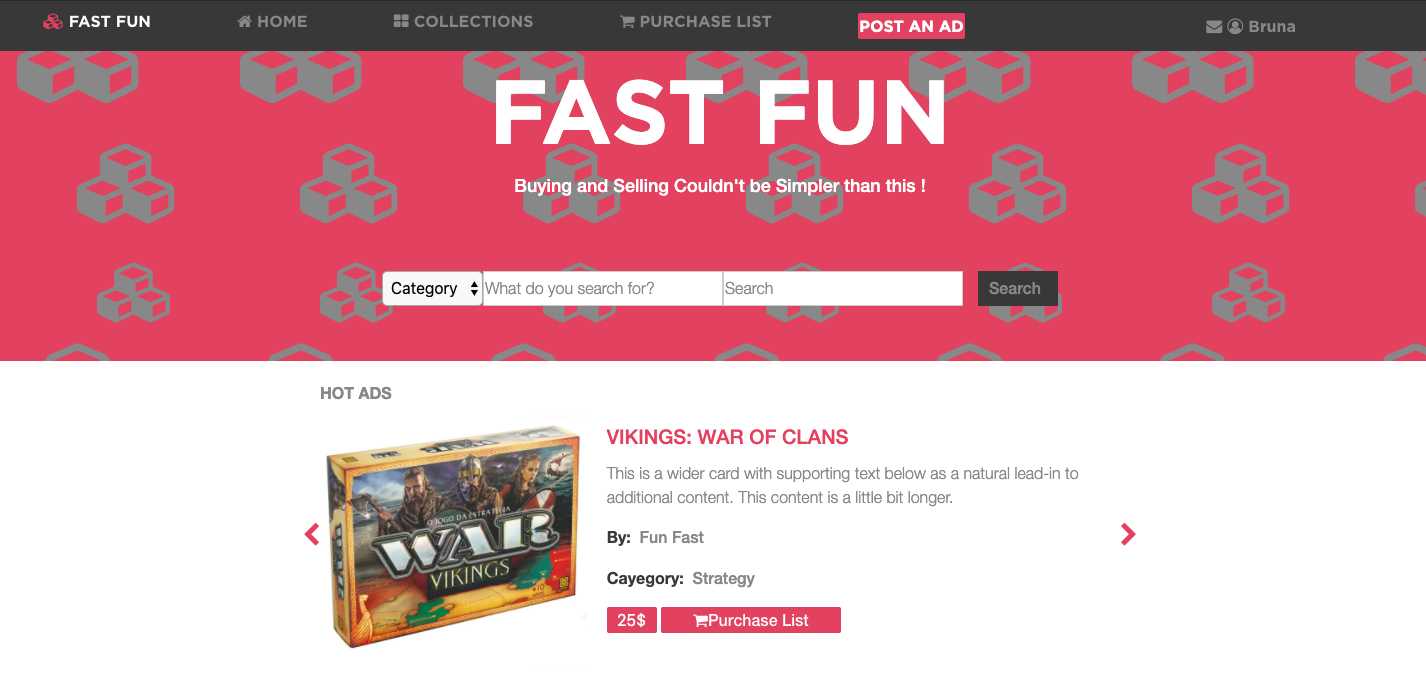 FAST FUN
HOME
COLLECTIONS
PURCHASE LIST
POST AN AD
Bruna
FAST FUN
Buying and Selling Couldn't be Simpler than this !
Category
What do you search for?
Search
Search
HOT ADS
O JOGO DA ESTRATÉGIA
WAR
VIKINGS
VIKINGS: WAR OF CLANS
This is a wider card with supporting text below as a natural lead-in to
additional content. This content is a little bit longer.
By: Fun Fast
Cayegory: Strategy
25$
Purchase List